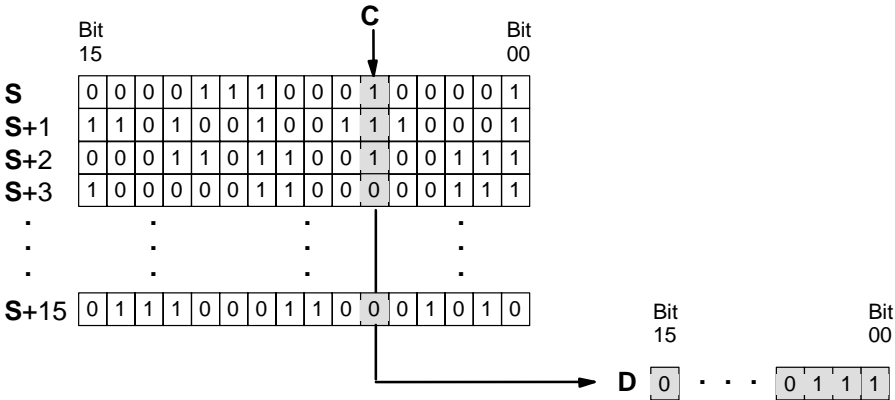 C
Bit 15
Bit 00
S 0 0 0 0 1 1 1 0 0 0 1 0 0 0 0 1
S+1 1 1 0 1 0 0 1 0 0 1 1 1 0 0 0 1
S+2 0 0 0 1 1 0 1 1 0 0 1 0 0 1 1 1
S+3 1 0 0 0 0 0 1 1 0 0 0 0 0 1 1 1
. . . .
. . . .
. . . .
S+15 0 1 1 1 0 0 0 1 1 0 0 0 1 0 1 0
Bit 15
Bit 00
D 0 . . . 0 1 1 1